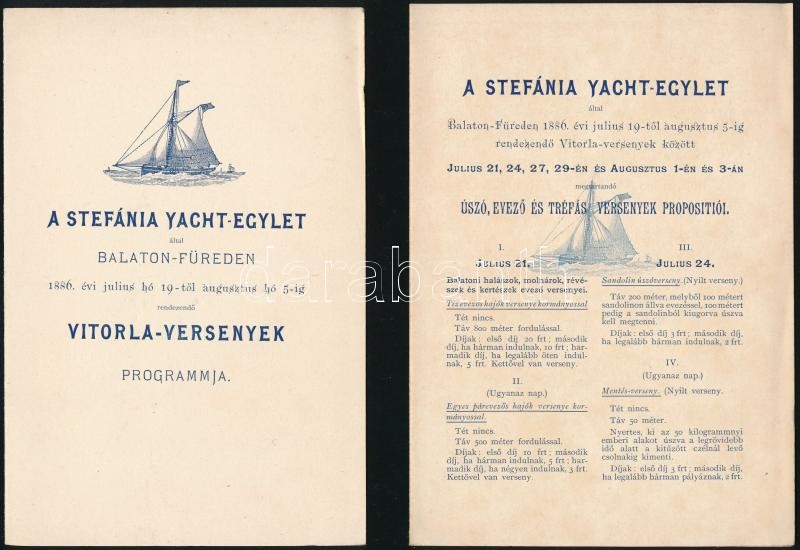 A STEFÁNIA YACHT-EGYLET
által
BALATON-FÜREDEN
1886. évi julius hó 19-től augusztus hó 5-ig
rendezendő
VITORLA-VERSENYEK
PROGRAMMJA.
A STEFÁNIA YACHT-EGYLET
által
Balaton-Füreden 1886. évi julius 19-től augusztus 5-ig
rendezendő Vitorla-versenyek között
JULIUS 21, 24, 27, 29-ÉN ÉS AUGUSZTUS 1-ÉN ÉS 3-ÁN
megtartandó
ÚSZÓ, EVEZŐ ÉS TRÉFÁS VERSENYEK PROPOSITIÓI.
I.
JULIUS 21.
Balatoni halászok, molnárok, révé-
szek és kertészek evező versenyei.
Tizevezős hajók versenye kormányossal
Tét nincs.
Táv 800 méter fordulással.
Díjak: első díj 20 frt; második
díj, ha hárman indulnak, 10 frt; har-
madik díj, ha legalább öten indul-
nak, 5 frt. Kettővel van verseny.
II.
(Ugyanaz nap.)
Egyes párevezős hajók versenye kor-
mányossal.
Tét nincs.
Táv 500 méter fordulással.
Díjak: első díj 10 frt; második
díj, ha hárman indulnak, 5 frt; har-
madik díj, ha négyen indulnak, 3 frt.
Kettővel van verseny.
III.
JULIUS 24.
Sandolin úszóverseny. (Nyilt verseny.)
Táv 200 méter, melyből 100 métert
sandolinon állva evezéssel, 100 métert
pedig a sandolinból kiugorva úszva
kell megtenni.
Díjak: első díj 3 frt; második díj,
ha legalább hárman indulnak, 2 frt.
IV.
(Ugyanaz nap.)
Mentés-verseny. (Nyilt verseny.
Tét nincs.
Táv 50 méter.
Nyertes, ki az 50 kilogrammnyi
emberi alakot úszva a legrövidebb
idő alatt a kitűzött czélnál levő
csolnakig kimenti.
Díjak: első díj 3 frt; második
díj, ha legalább hárman pályáznak, 2 frt.
darabanth